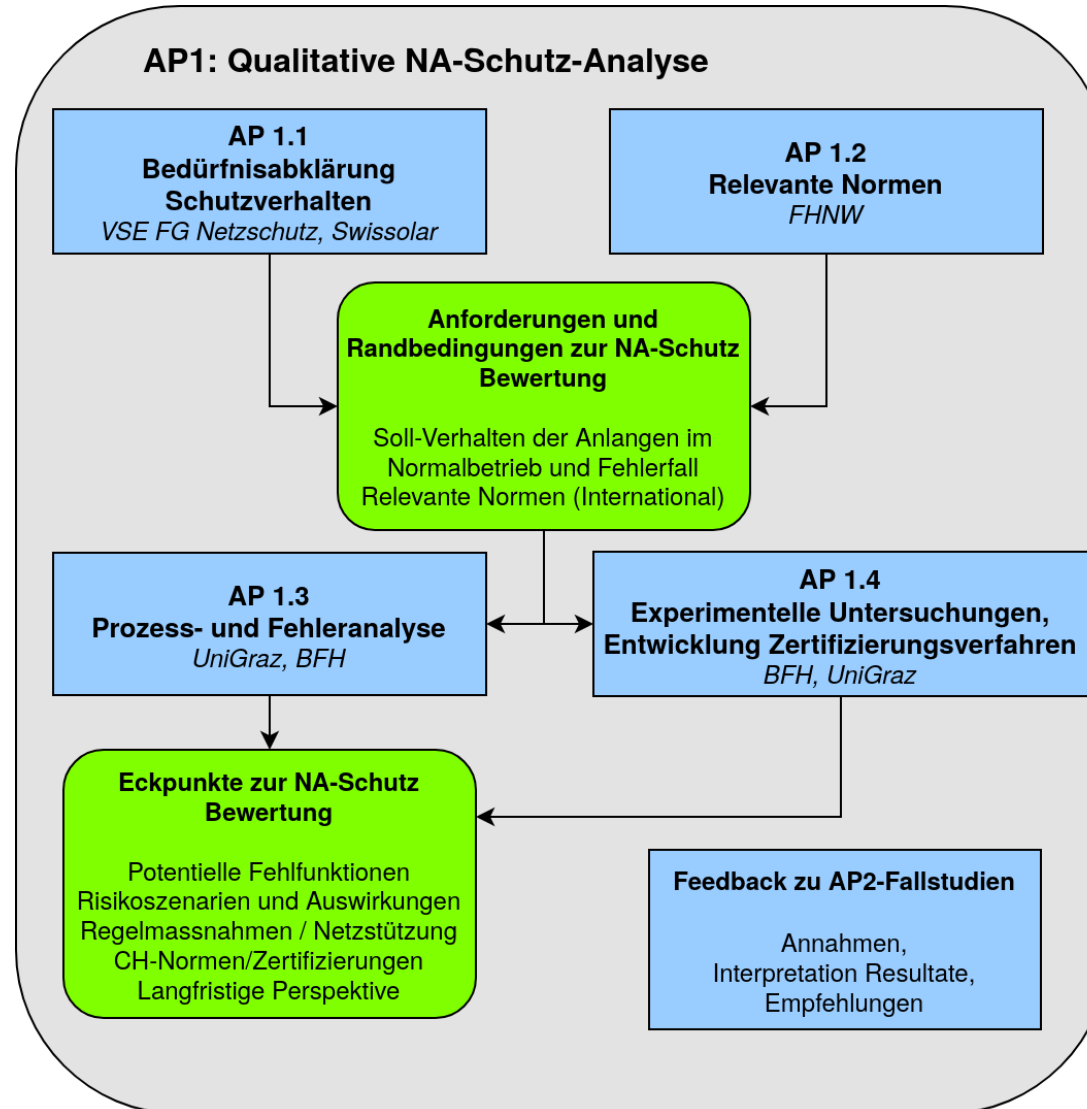 AP1: Qualitative NA-Schutz-Analyse
AP 1.1
Bedürfnisabklärung
Schutzverhalten
VSE FG Netzschutz, Swissolar
AP 1.2
Relevante Normen
FHNW
Anforderungen und
Randbedingungen zur NA-Schutz
Bewertung
Soll-Verhalten der Anlangen im
Normalbetrieb und Fehlerfall
Relevante Normen (International)
AP 1.3
Prozess- und Fehleranalyse
UniGraz, BFH
AP 1.4
Experimentelle Untersuchungen,
Entwicklung Zertifizierungsverfahren
BFH, UniGraz
Eckpunkte zur NA-Schutz
Bewertung
Potentielle Fehlfunktionen
Risikoszenarien und Auswirkungen
Regelmassnahmen / Netzstützung
CH-Normen/Zertifizierungen
Langfristige Perspektive
Feedback zu AP2-Fallstudien
Annahmen,
Interpretation Resultate,
Empfehlungen